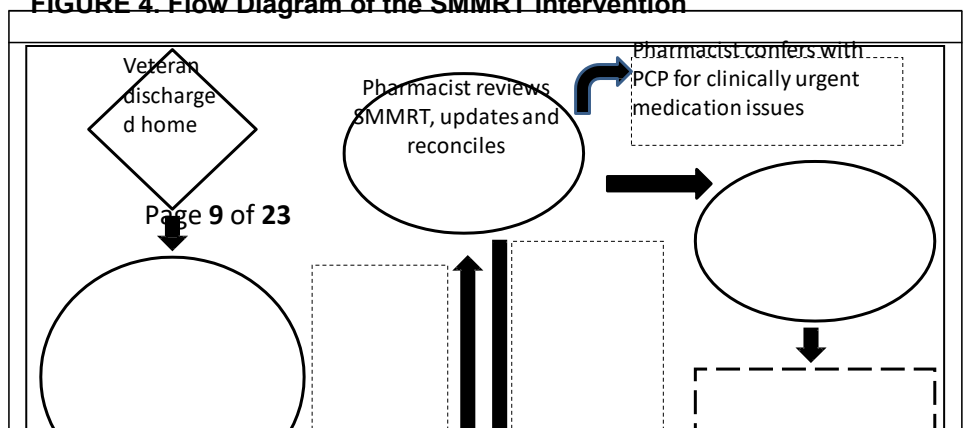 FIGURE 4. Flow Diagram of the SMMRT Intervention
Veteran
discharge
d home
Pharmacist reviews
SMMRT, updates and
reconciles
Pharmacist confers with
PCP for clinically urgent
medication issues
Page 9 of 23